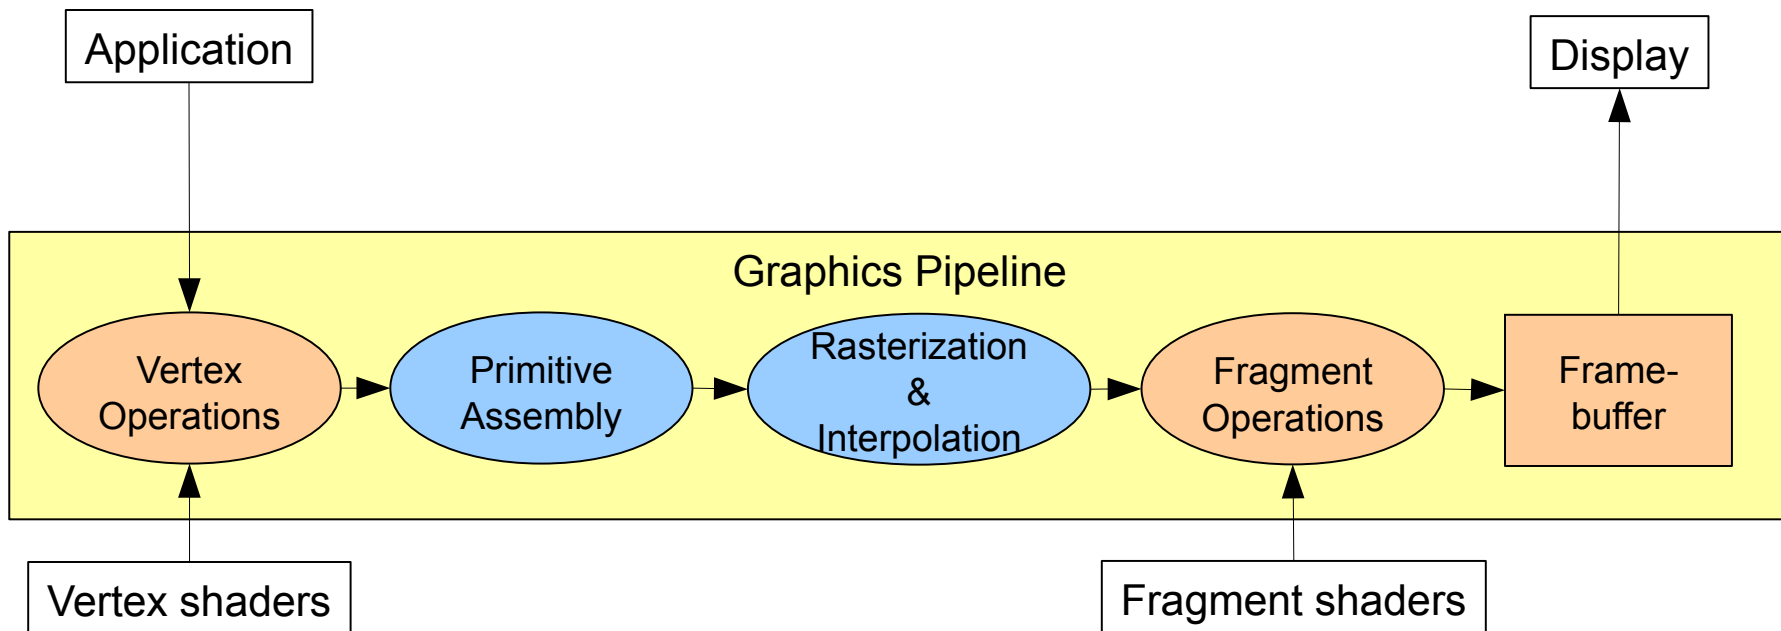 Application
Display
Graphics Pipeline
Vertex
Operations
Primitive
Assembly
Rasterization
&
Interpolation
Fragment
Operations
Frame-
buffer
Vertex shaders
Fragment shaders